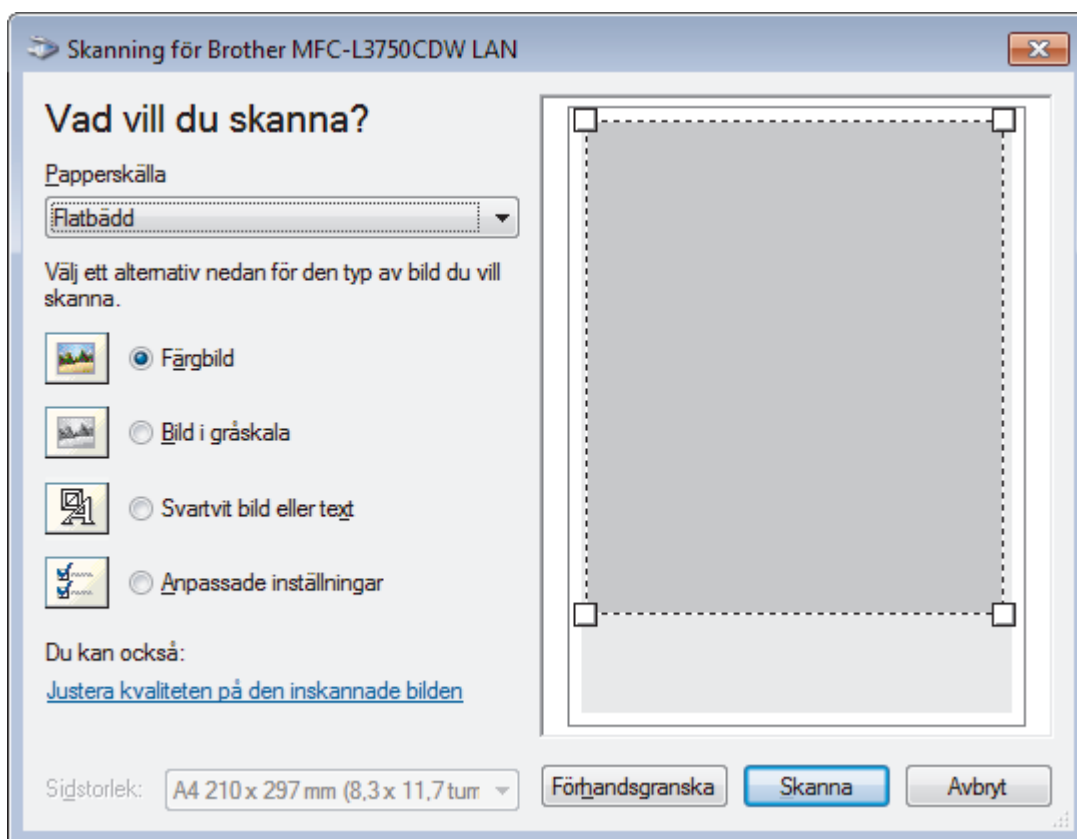 Skanning för Brother MFC-L3750CDW LAN
Vad vill du skanna?
Papperskälla
Flatbädd
Välj ett alternativ nedan för den typ av bild du vill
skanna.
Färgbild
Bild i gråskala
Svartvit bild eller text
Anpassade inställningar
Du kan också:
Justera kvaliteten på den inskannade bilden
Sidstorlek:
A4 210 x 297 mm (8,3 x 11,7 tum
Förhandsgranska
Skanna
Avbryt